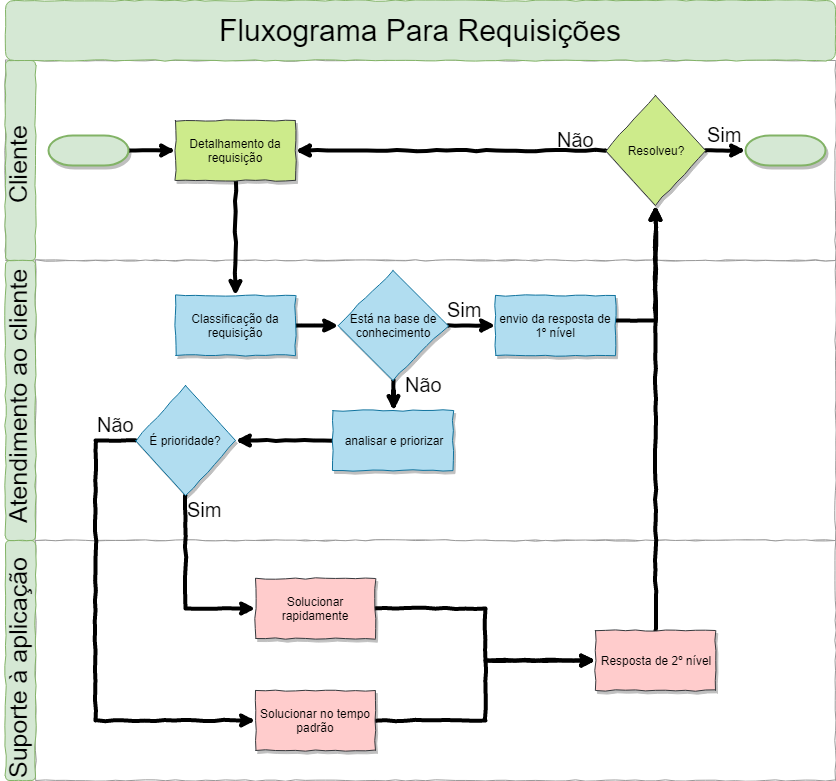 Fluxograma Para Requisições
Cliente
Detalhamento da
requisição
Não
Resolveu?
Sim
Atendimento ao cliente
Classificação da
requisição
Está na base de
conhecimento
Sim
envio da resposta de
1º nível
Não
analisar e priorizar
É prioridade?
Não
Sim
Suporte à aplicação
Solucionar
rapidamente
Resposta de 2º nível
Solucionar no tempo
padrão